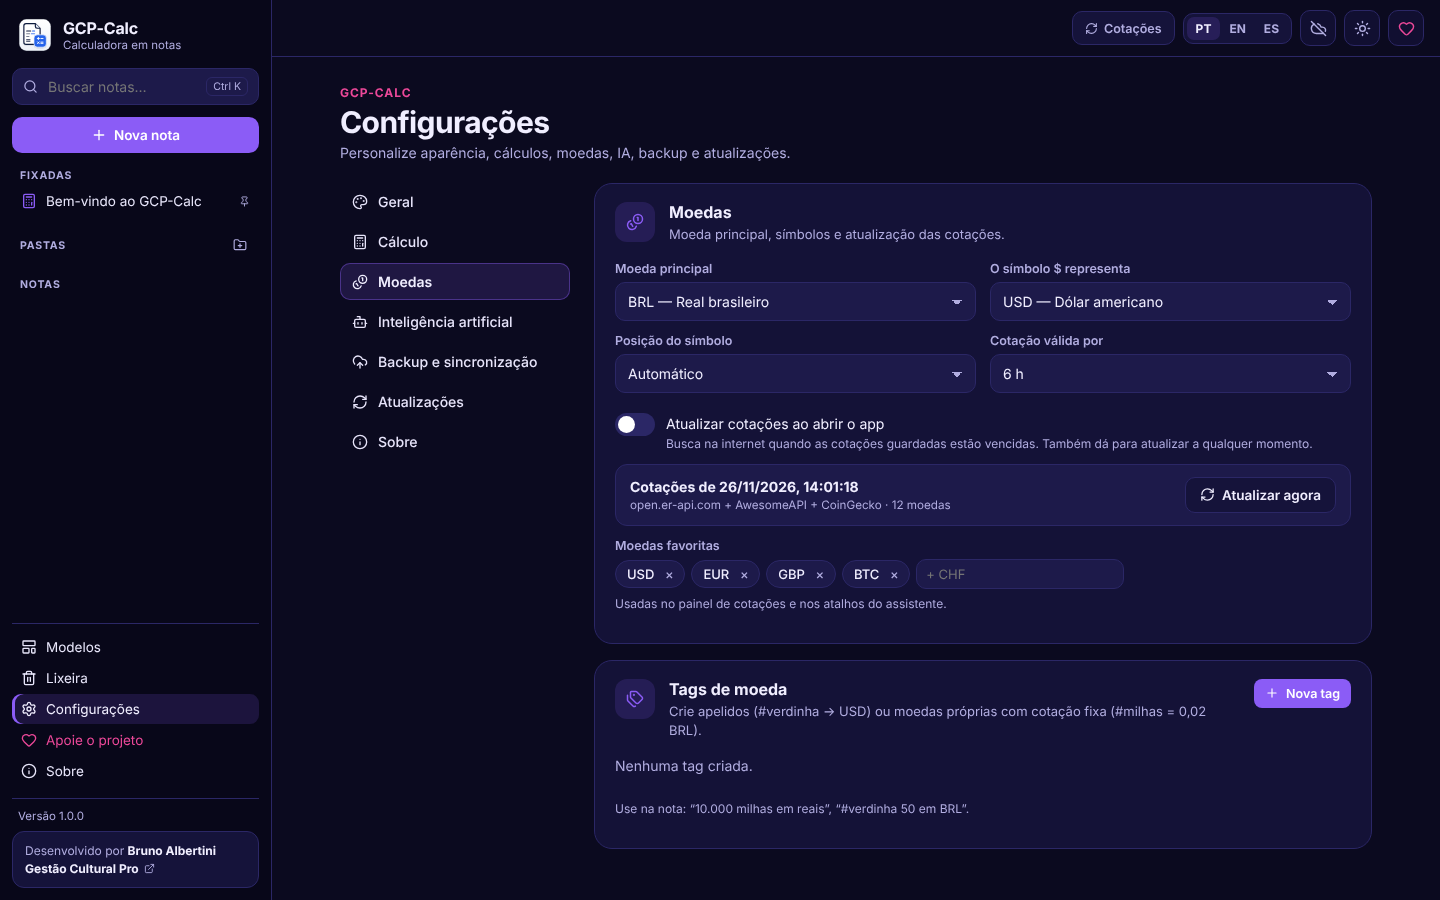 GCP-Calc
Calculadora em notas
Buscar notas...
Ctrl K
Nova nota
FIXADAS
Bem-vindo ao GCP-Calc
PASTAS
NOTAS
Modelos
Lixeira
Configurações
Apoie o projeto
Sobre
Versão 1.0.0
Desenvolvido por Bruno Albertini
Gestão Cultural Pro
Cotações
PT EN ES
GCP-CALC
Configurações
Personalize aparência, cálculos, moedas, IA, backup e atualizações.
Geral
Cálculo
Moedas
Inteligência artificial
Backup e sincronização
Atualizações
Sobre
Moedas
Moeda principal, símbolos e atualização das cotações.
Moeda principal
BRL — Real brasileiro
O símbolo $ representa
USD — Dólar americano
Posição do símbolo
Automático
Cotação válida por
6 h
Atualizar cotações ao abrir o app
Busca na internet quando as cotações guardadas estão vencidas. Também dá para atualizar a qualquer momento.
Cotações de 26/11/2026, 14:01:18
open.er-api.com + AwesomeAPI + CoinGecko · 12 moedas
Atualizar agora
Moedas favoritas
USD × EUR × GBP × BTC × + CHF
Usadas no painel de cotações e nos atalhos do assistente.
Tags de moeda
Crie apelidos (#verdinha → USD) ou moedas próprias com cotação fixa (#milhas = 0,02
BRL).
Nova tag
Nenhuma tag criada.
Use na nota: “10.000 milhas em reais”, “#verdinha 50 em BRL”.